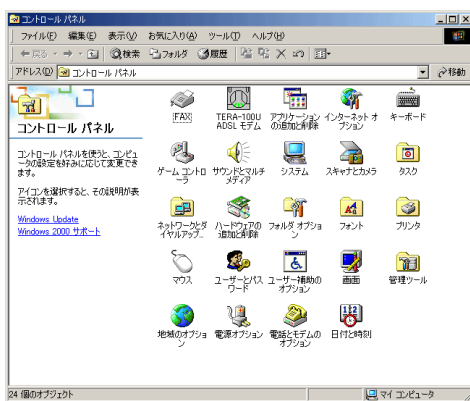 コントロール パネル
ファイル(F) 編集(E) 表示(V) お気に入り(A) ツール(T) ヘルプ(H)
戻る 検索 フォルダ 履歴
アドレス(D) コントロール パネル 移動
コントロール パネル
コントロール パネルを使うと、コンピュ
ータの設定を好みに応じて変更でき
ます。
アイコンを選択すると、その説明が表
示されます。
Windows Update
Windows 2000 サポート
FAX
TERA-100U
ADSL モデム
アプリケーション
の追加と削除
インターネット オ
プション
キーボード
ゲーム コントロ
ーラ
サウンドとマルチ
メディア
システム
スキャナとカメラ
タスク
ネットワークとダ
イヤルアップ...
ハードウェアの
追加と削除
フォルダ オプショ
ン
フォント
プリンタ
マウス
ユーザーとパス
ワード
ユーザー補助の
オプション
画面
管理ツール
地域のオプショ
ン
電源オプション
電話とモデムの
オプション
日付と時刻
24 個のオブジェクト
マイ コンピュータ